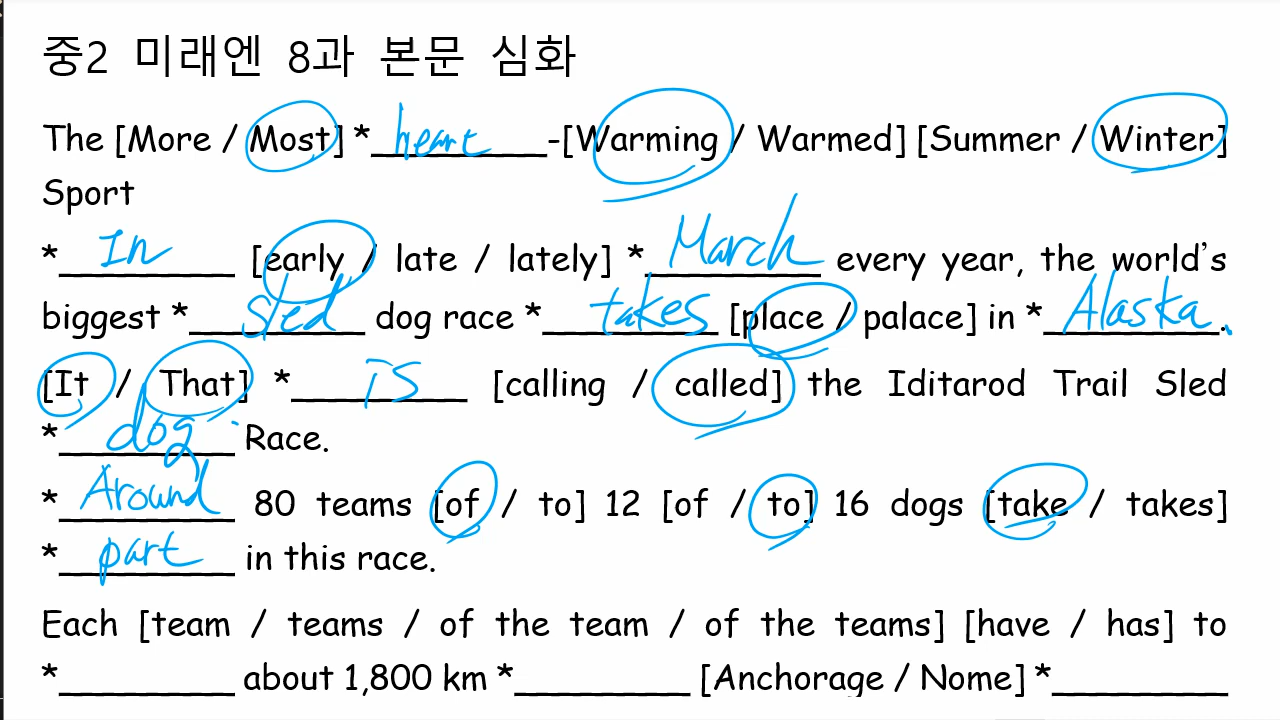 중2 미래엔 8과 본문 심화
The [More / Most] * heart -[Warming / Warmed] [Summer / Winter]
Sport
* In [early / late / lately] * March every year, the world's
biggest * sled dog race * takes [place / palace] in * Alaska.
[It / That] * is [calling / called] the Iditarod Trail Sled
* dog Race.
* Around 80 teams [of / to] 12 [of / to] 16 dogs [take / takes]
* part in this race.
Each [team / teams / of the team / of the teams] [have / has] to
*_________ about 1,800 km *_________ [Anchorage / Nome] *_________